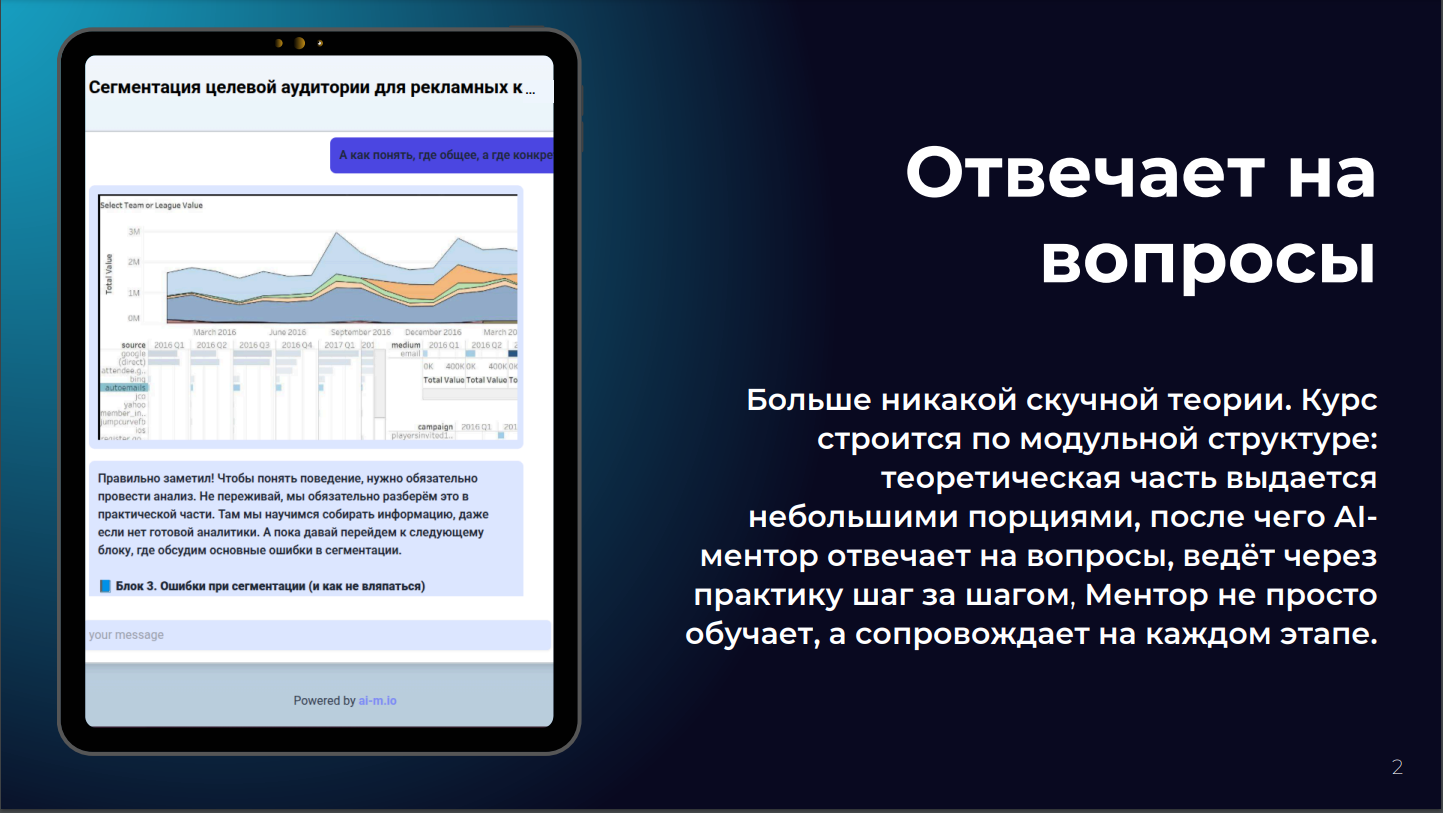 Сегментация целевой аудитории для рекламных к...
А как понять, где общее, а где конкре
Select Team or League Value
3M
2M
1M
0M
Total Value
March 2016 June 2016 September 2016 December 2016 March 20
source 2016 Q1 2016 Q2 2016 Q3 2016 Q4 2017 Q1 201
google
(direct)
attendee.g..
bing
autoemails
jco
yahoo
member_in..
jumpcurvefb
ios
register.go..
medium 2016 Q1 2016 Q2 2
email
0K 400K 0K 400K 0K
Total Value Total Value To
campaign 2016 Q1 201
playersinvited1..
Правильно заметил! Чтобы понять поведение, нужно обязательно
провести анализ. Не переживай, мы обязательно разберём это в
практической части. Там мы научимся собирать информацию, даже
если нет готовой аналитики. А пока давай перейдем к следующему
блоку, где обсудим основные ошибки в сегментации.
📘 Блок 3. Ошибки при сегментации (и как не вляпаться)
your message
Powered by ai-m.io
Отвечает на
вопросы
Больше никакой скучной теории. Курс
строится по модульной структуре:
теоретическая часть выдается
небольшими порциями, после чего AI-
ментор отвечает на вопросы, ведёт через
практику шаг за шагом, Ментор не просто
обучает, а сопровождает на каждом этапе.
2